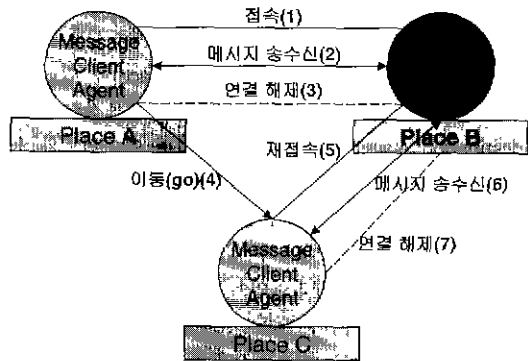 접속(1)
Message
Client
Agent
메시지 송수신(2)
연결 해제(3)
Place A
Place B
재접속(5)
이동(go)(4)
메시지 송수신(6)
연결 해제(7)
Message
Client
Agent
Place C